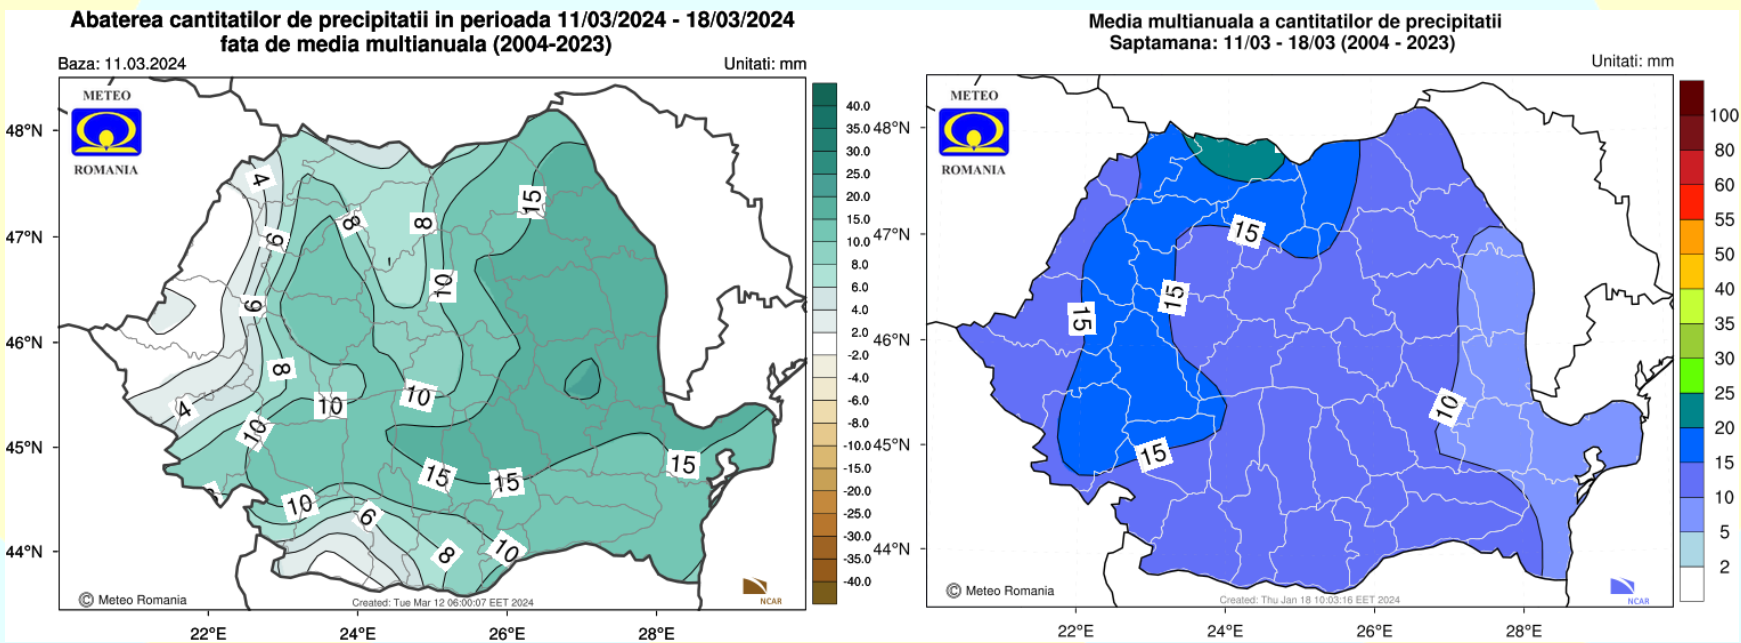 Abaterea cantitatilor de precipitatii in perioada 11/03/2024 - 18/03/2024
fata de media multianuala (2004-2023)
Baza: 11.03.2024
Unitati: mm
METEO
ROMANIA
48°N
47°N
46°N
45°N
44°N
22°E
24°E
26°E
28°E
4
6
8
8
15
10
6
8
4
10
10
10
15
15
15
10
6
8
10
40.0
35.0
30.0
25.0
20.0
15.0
10.0
8.0
6.0
4.0
2.0
-2.0
-4.0
-6.0
-8.0
-10.0
-15.0
-20.0
-25.0
-30.0
-35.0
-40.0
© Meteo Romania
Created: Tue Mar 12 06:00:07 EET 2024
NCAR
Media multianuala a cantitatilor de precipitatii
Saptamana: 11/03 - 18/03 (2004 - 2023)
Unitati: mm
METEO
ROMANIA
48°N
47°N
46°N
45°N
44°N
22°E
24°E
26°E
28°E
15
15
15
10
15
100
80
60
55
50
40
35
30
25
20
15
10
5
2
© Meteo Romania
Created: Thu Jan 18 10:03:16 EET 2024
NCAR